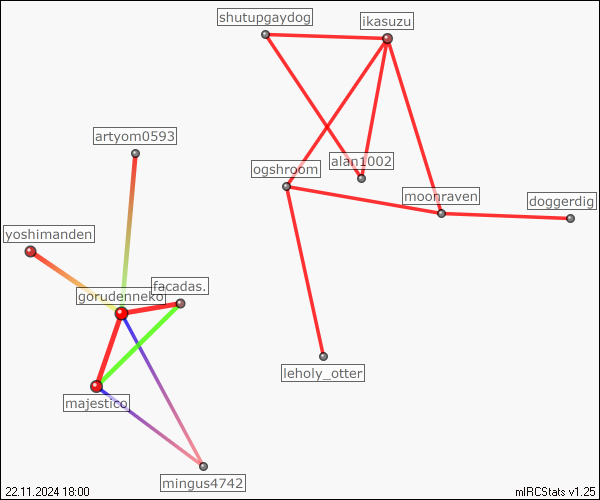 shutupgaydog
ikasuzu
artyom0593
alan1002
ogshroom
moonraven
doggerdig
yoshimanden
facadas.
gorudenneko
leholy_otter
majestico
mingus4742
22.11.2024 18:00
mIRCStats v1.25